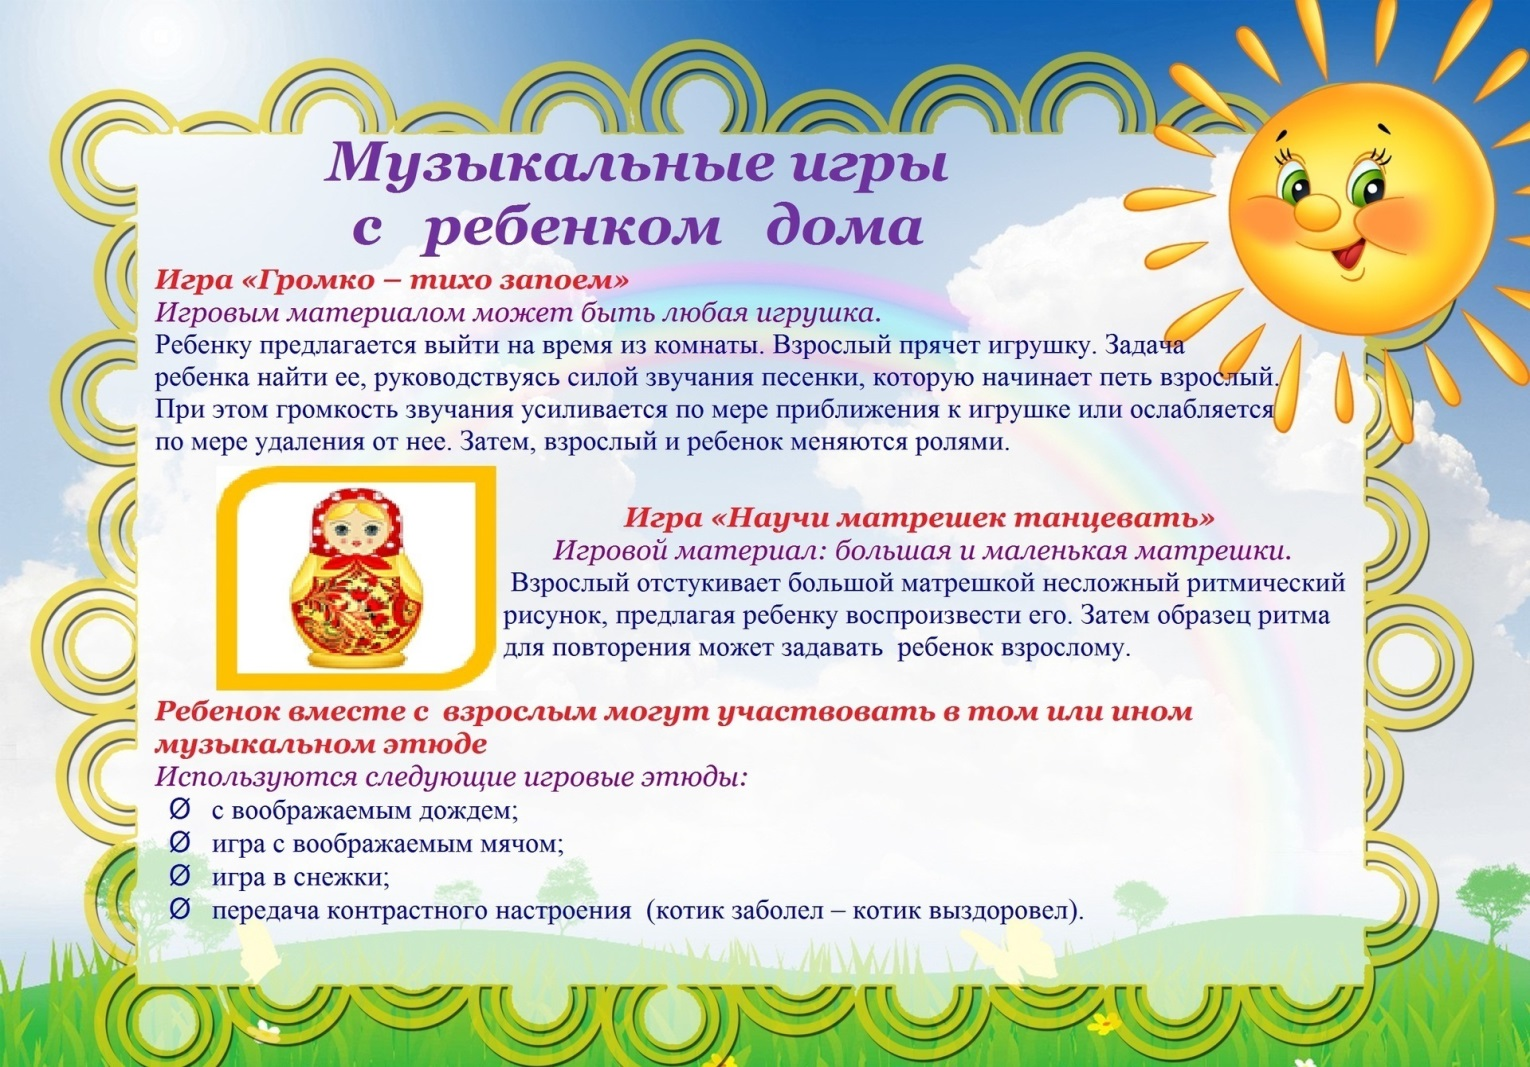 Музыкальные игры
с ребенком дома
Игра «Громко – тихо запоем»
Игровым материалом может быть любая игрушка.
Ребенку предлагается выйти на время из комнаты. Взрослый прячет игрушку. Задача
ребенка найти ее, руководствуясь силой звучания песенки, которую начинает петь взрослый.
При этом громкость звучания усиливается по мере приближения к игрушке или ослабляется
по мере удаления от нее. Затем, взрослый и ребенок меняются ролями.
Игра «Научи матрешек танцевать»
Игровой материал: большая и маленькая матрешки.
Взрослый отстукивает большой матрешкой несложный ритмический
рисунок, предлагая ребенку воспроизвести его. Затем образец ритма
для повторения может задавать ребенок взрослому.
Ребенок вместе с взрослым могут участвовать в том или ином
музыкальном этюде
Используются следующие игровые этюды:
Ø с воображаемым дождем;
Ø игра с воображаемым мячом;
Ø игра в снежки;
Ø передача контрастного настроения (котик заболел – котик выздоровел).